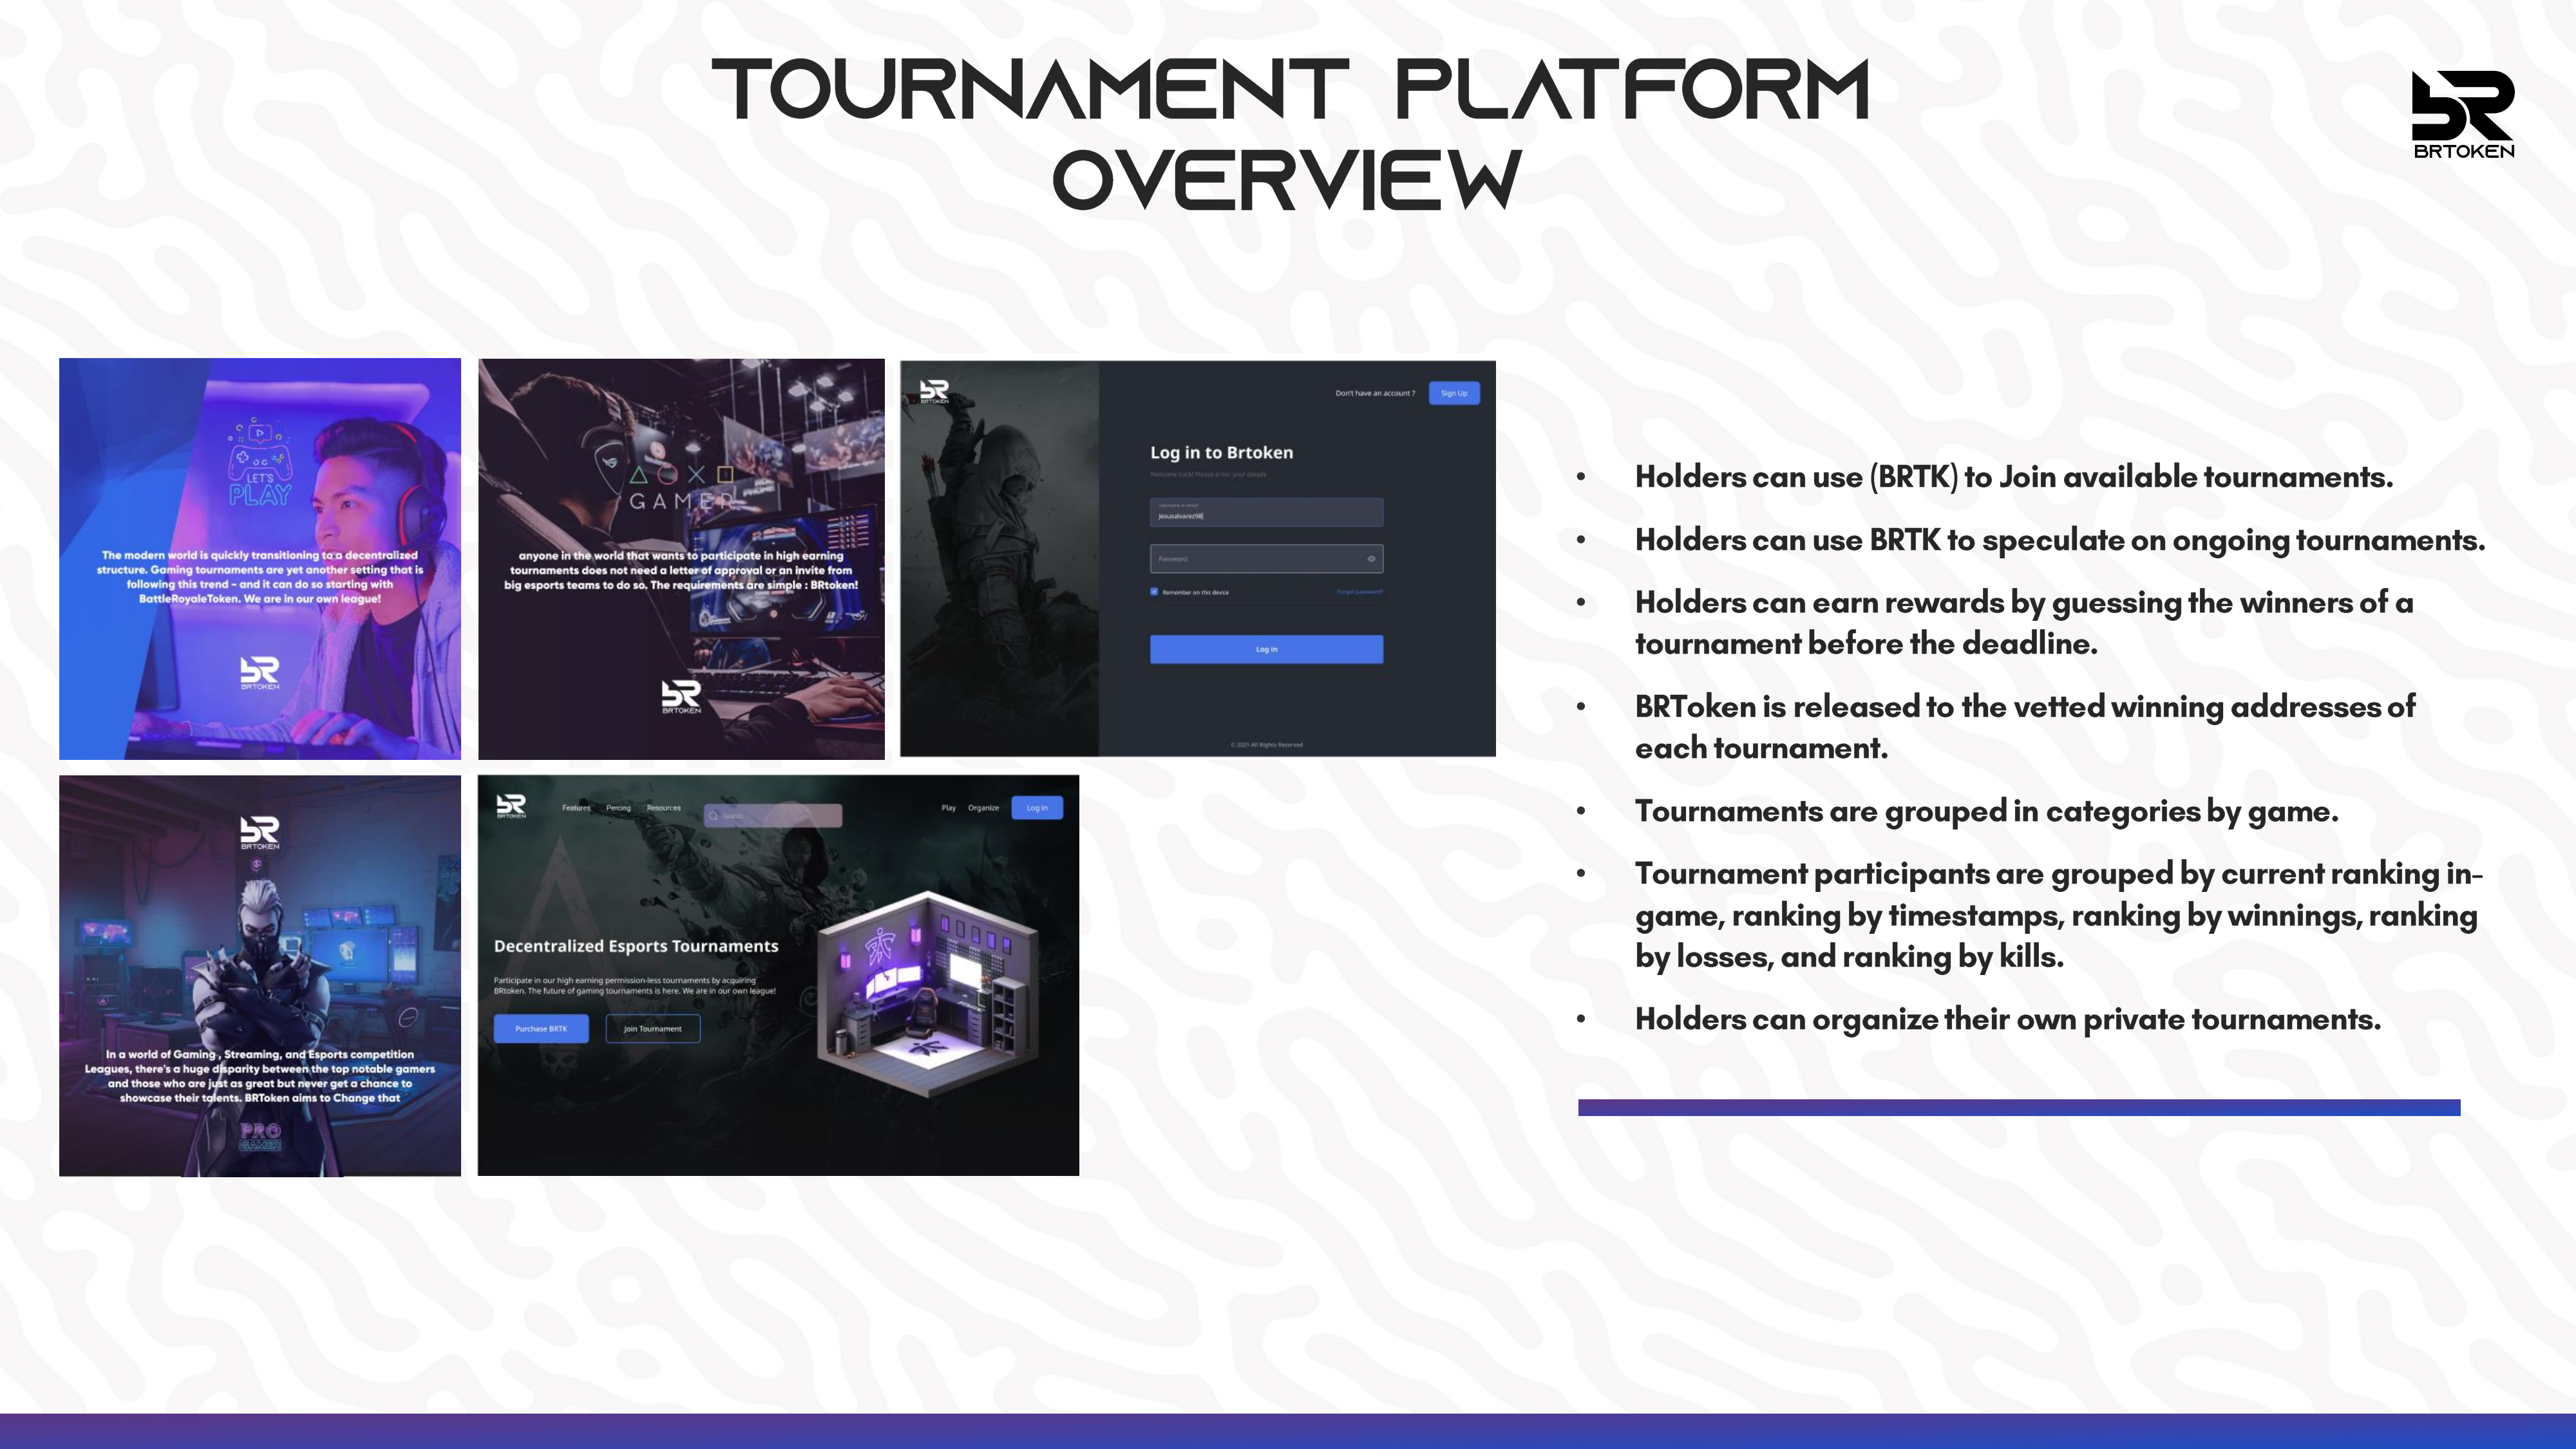 TOURNAMENT PLATFORM
OVERVIEW
BRTOKEN
LET'S
PLAY
The modern world is quickly transitioning to a decentralized
structure. Gaming tournaments are yet another setting that is
following this trend - and it can do so starting with
BattleRoyaleToken. We are in our own league!
BRTOKEN
GAMER
anyone in the world that wants to participate in high earning
tournaments does not need a letter of approval or an invite from
big esports teams to do so. The requirements are simple : BRtoken!
BRTOKEN
BRTOKEN
Don't have an account ?
Sign Up
Log in to Brtoken
Welcome back! Please enter your details
Username or email
Jesusalvarez98
Password
Remember on this device
Forgot password?
Log in
© 2021 All Rights Reserved
BRTOKEN
In a world of Gaming , Streaming, and Esports competition
Leagues, there's a huge disparity between the top notable gamers
and those who are just as great but never get a chance to
showcase their talents. BRToken aims to Change that
PRO
GAMER
BRTOKEN
Features Percing Resources
Search
Play Organize Log in
Decentralized Esports Tournaments
Participate in our high earning permission-less tournaments by acquiring
BRtoken. The future of gaming tournaments is here. We are in our own league!
Purchase BRTK
Join Tournament
• Holders can use (BRTK) to Join available tournaments.
• Holders can use BRTK to speculate on ongoing tournaments.
• Holders can earn rewards by guessing the winners of a
tournament before the deadline.
• BRToken is released to the vetted winning addresses of
each tournament.
• Tournaments are grouped in categories by game.
• Tournament participants are grouped by current ranking in-
game, ranking by timestamps, ranking by winnings, ranking
by losses, and ranking by kills.
• Holders can organize their own private tournaments.